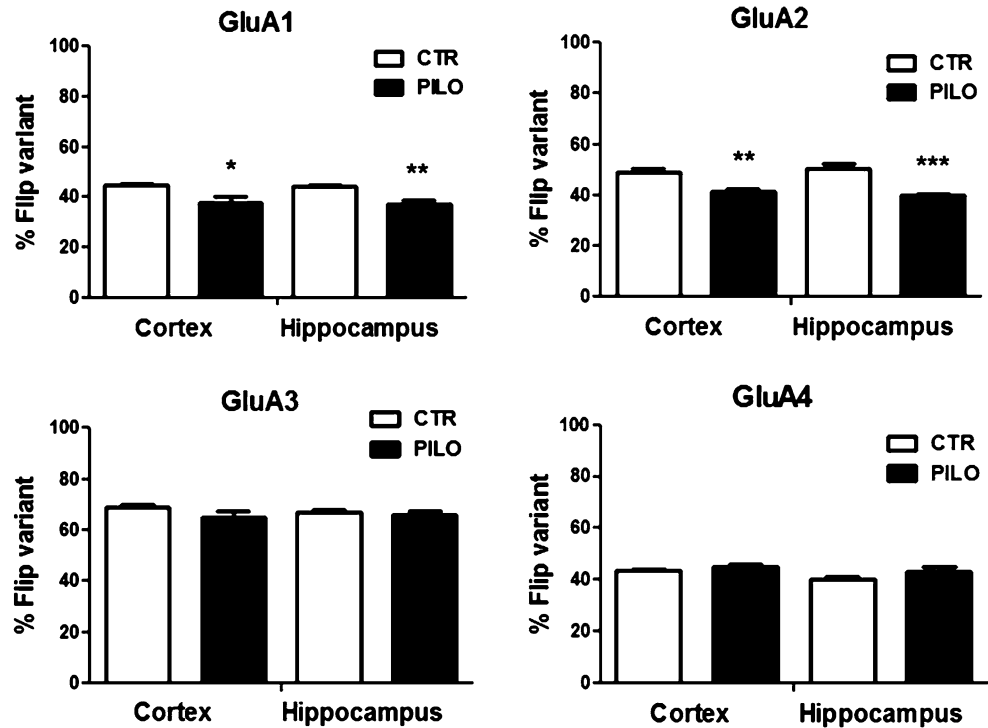 GluA1
% Flip variant
100
80
60
40
20
0
CTR
PILO
*
**
Cortex
Hippocampus
GluA2
% Flip variant
100
80
60
40
20
0
CTR
PILO
**
***
Cortex
Hippocampus
GluA3
% Flip variant
100
80
60
40
20
0
CTR
PILO
Cortex
Hippocampus
GluA4
% Flip variant
100
80
60
40
20
0
CTR
PILO
Cortex
Hippocampus